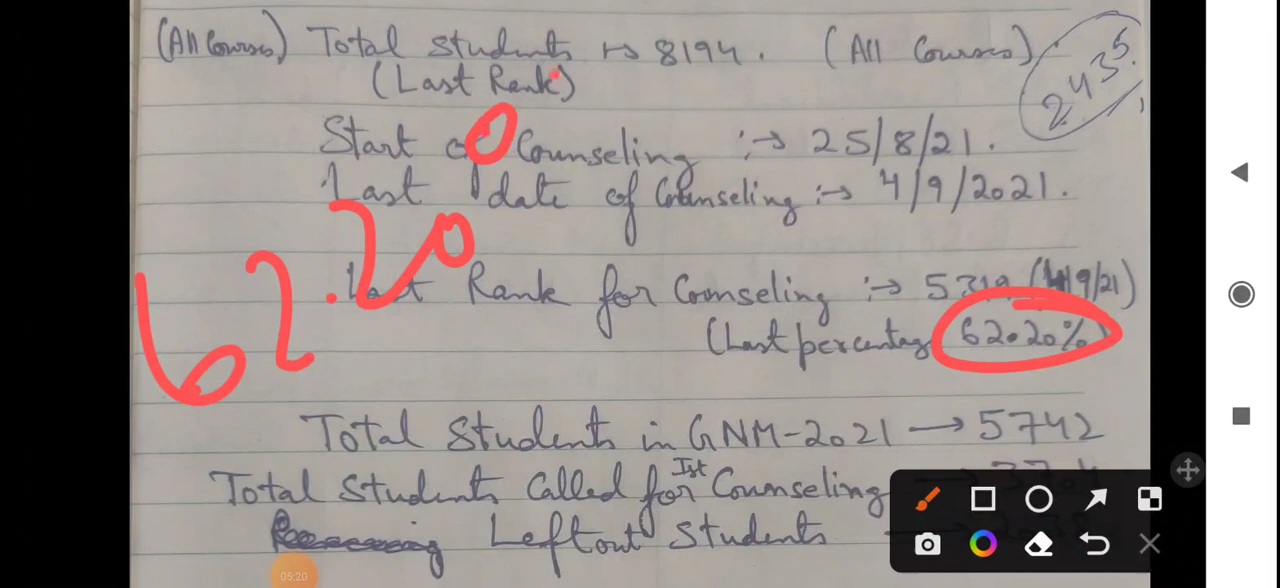 (All Courses) Total Students → 8194. (All Courses)
(Last Rank)
2435.
Start of Counseling :→ 25/8/21.
Last date of Counseling :→ 4/9/2021.
62.20
Last Rank for Counseling :→ 5319 (4/9/21)
(Last percentag 62.20%)
Total Students in GNM-2021 → 5742
Total Students Called for Ist Counseling
Leftout Students
05:20